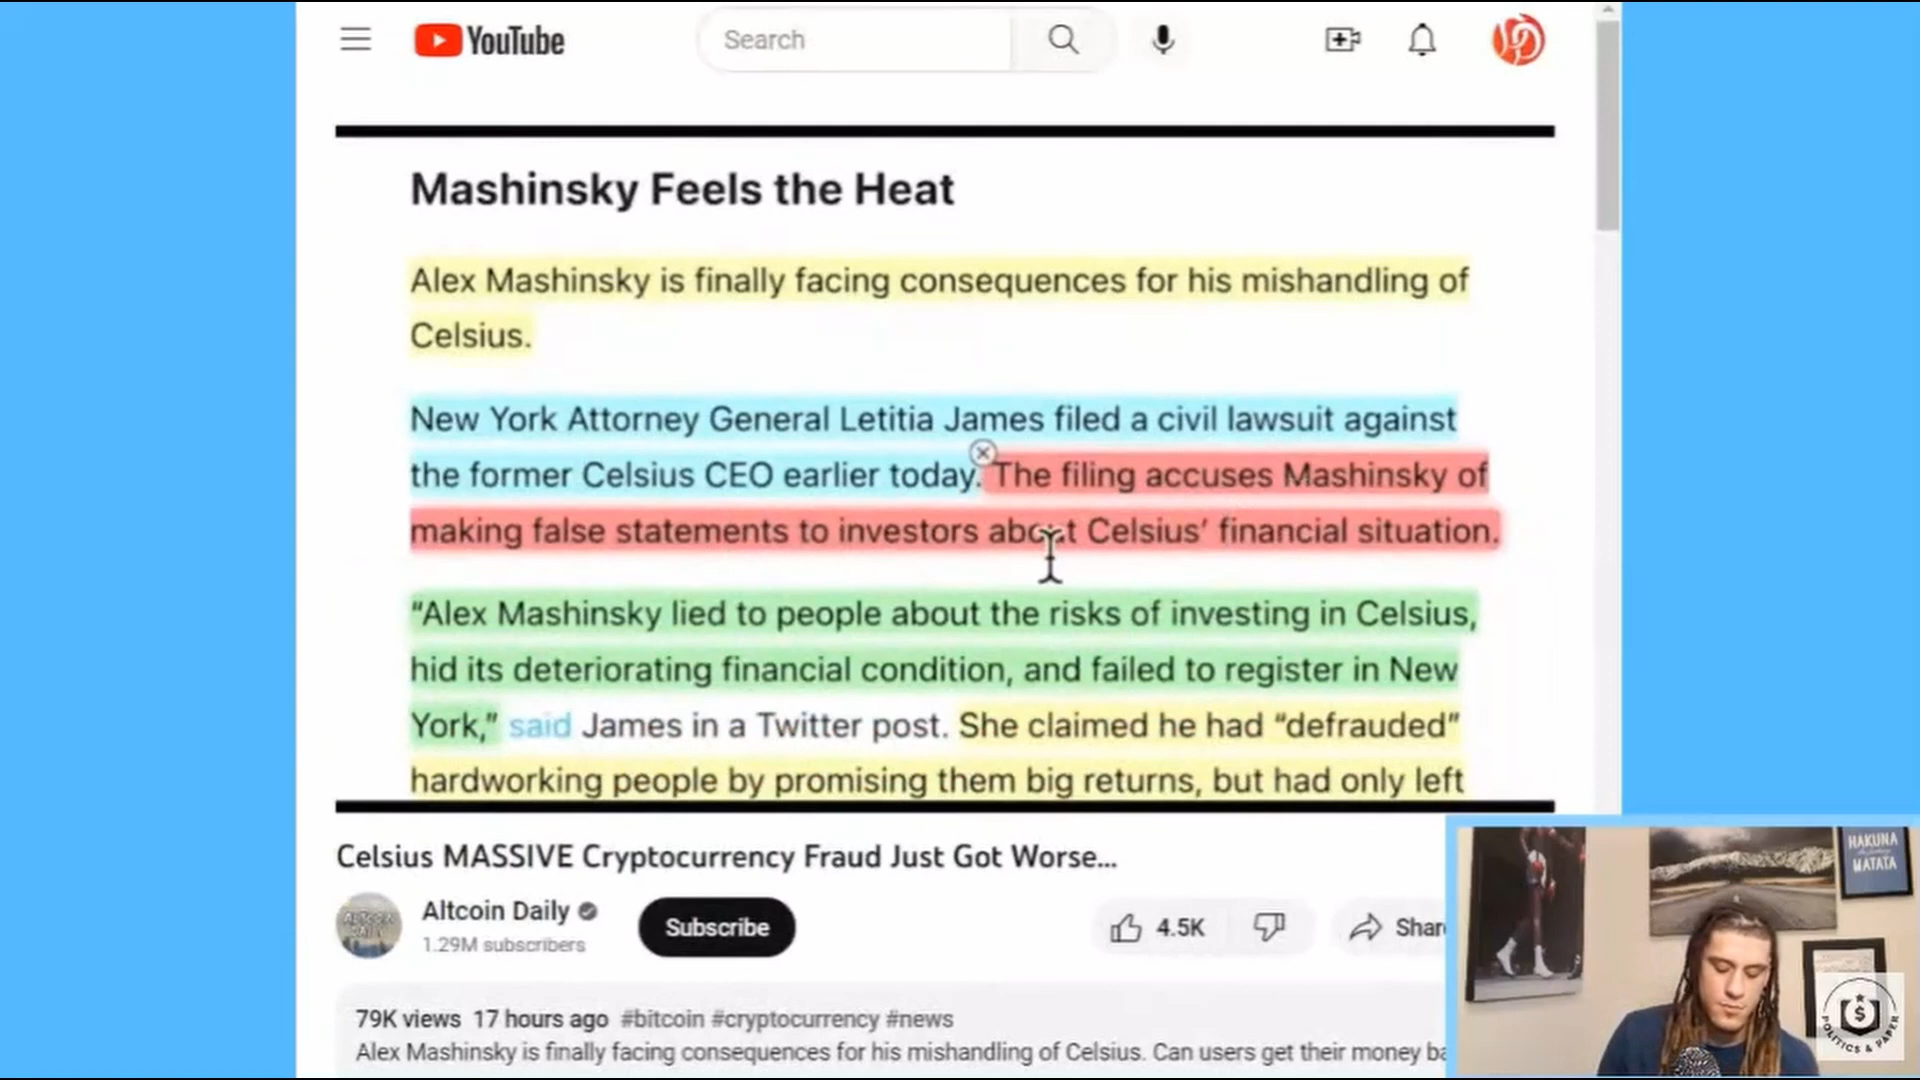 YouTube
Search
Mashinsky Feels the Heat
Alex Mashinsky is finally facing consequences for his mishandling of
Celsius.
New York Attorney General Letitia James filed a civil lawsuit against
the former Celsius CEO earlier today. The filing accuses Mashinsky of
making false statements to investors about Celsius’ financial situation.
“Alex Mashinsky lied to people about the risks of investing in Celsius,
hid its deteriorating financial condition, and failed to register in New
York,” said James in a Twitter post. She claimed he had “defrauded”
hardworking people by promising them big returns, but had only left
Celsius MASSIVE Cryptocurrency Fraud Just Got Worse...
ALTCOIN
DAILY
Altcoin Daily
1.29M subscribers
Subscribe
4.5K
Shar
79K views 17 hours ago #bitcoin #cryptocurrency #news
Alex Mashinsky is finally facing consequences for his mishandling of Celsius. Can users get their money ba
HAKUNA
MATATA
$
POLITICS & PAPER